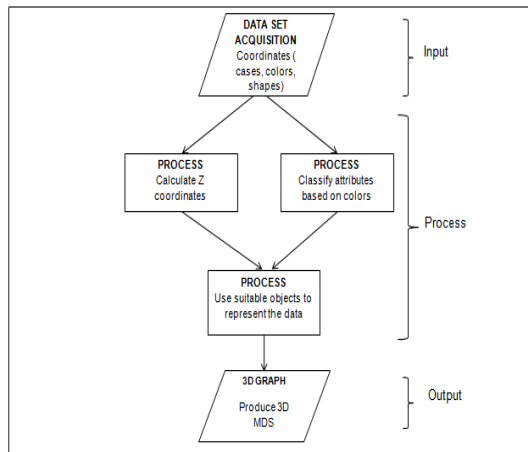 DATA SET
ACQUISITION
Coordinates (
cases, colors,
shapes)
Input
PROCESS
Calculate Z
coordinates
PROCESS
Classify attributes
based on colors
Process
PROCESS
Use suitable objects to
represent the data
3D GRAPH
Produce 3D
MDS
Output